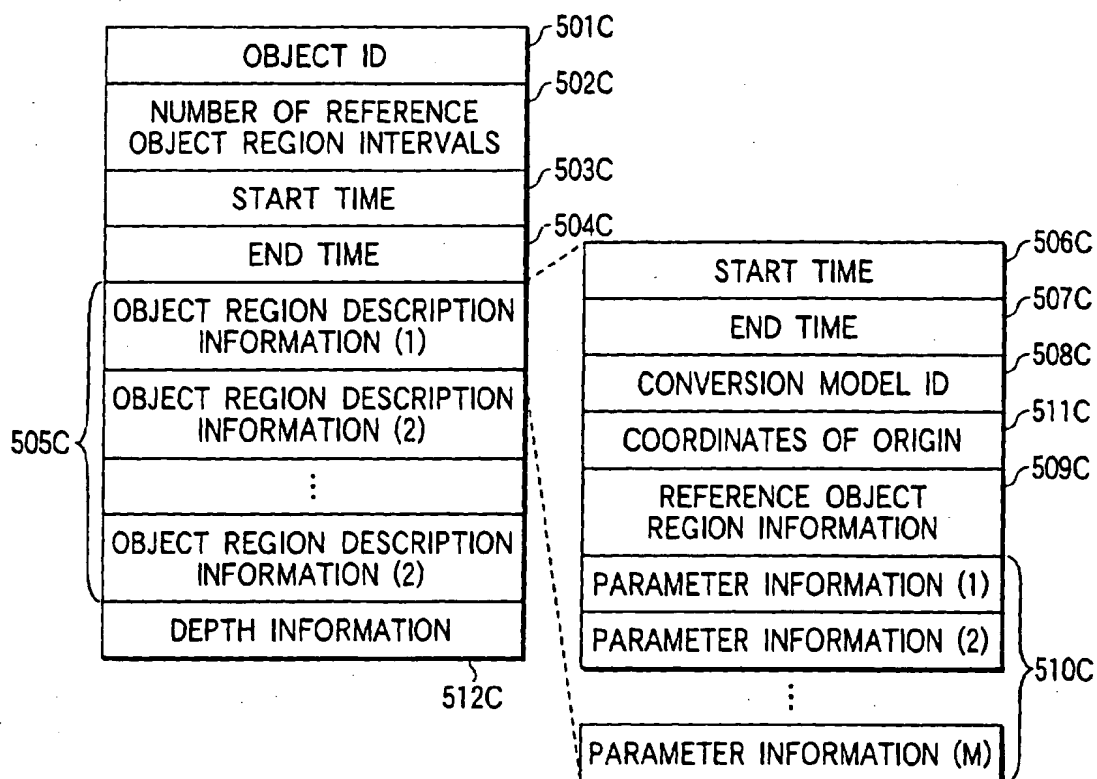 501C
OBJECT ID
502C
NUMBER OF REFERENCE
OBJECT REGION INTERVALS
503C
START TIME
504C
END TIME
505C
OBJECT REGION DESCRIPTION
INFORMATION (1)
OBJECT REGION DESCRIPTION
INFORMATION (2)
⋮
OBJECT REGION DESCRIPTION
INFORMATION (2)
DEPTH INFORMATION
512C
506C
START TIME
507C
END TIME
508C
CONVERSION MODEL ID
511C
COORDINATES OF ORIGIN
509C
REFERENCE OBJECT
REGION INFORMATION
PARAMETER INFORMATION (1)
PARAMETER INFORMATION (2)
510C
⋮
PARAMETER INFORMATION (M)